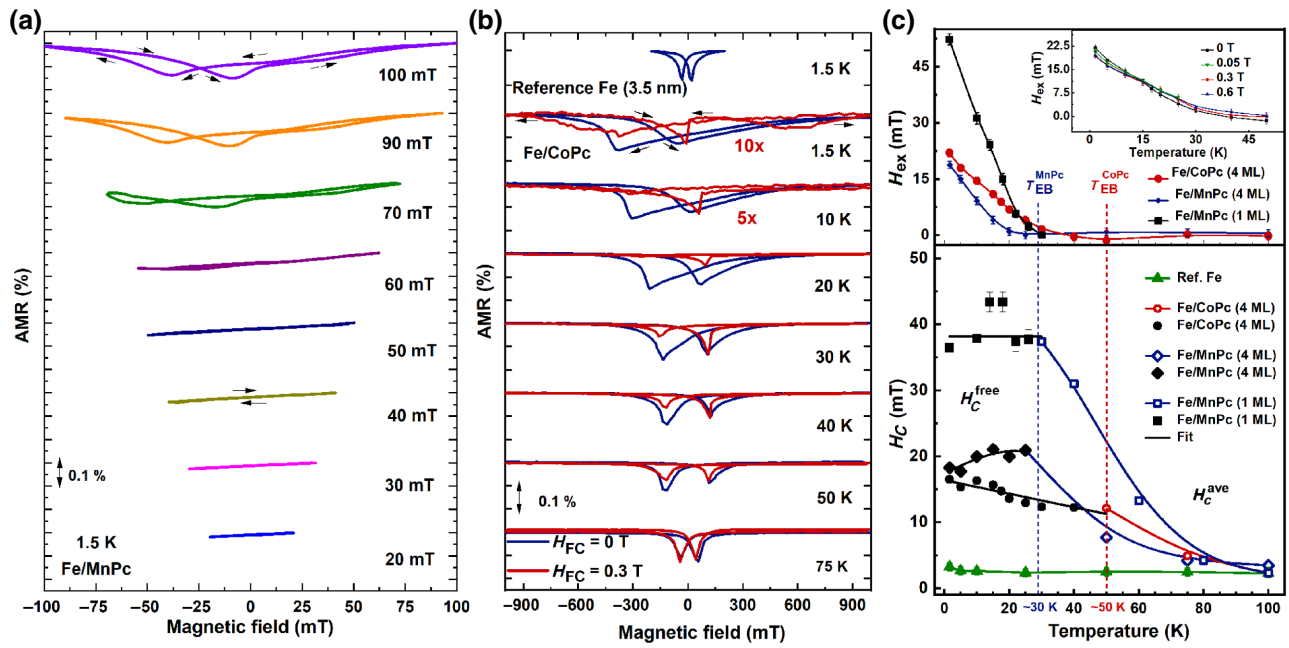 (a)
100 mT
90 mT
70 mT
60 mT
50 mT
40 mT
30 mT
20 mT
0.1 %
1.5 K
Fe/MnPc
AMR (%)
−100 −75 −50 −25 0 25 50 75 100
Magnetic field (mT)
(b)
1.5 K
Reference Fe (3.5 nm)
10x
Fe/CoPc
1.5 K
5x
10 K
20 K
30 K
40 K
50 K
0.1 %
H_FC = 0 T
H_FC = 0.3 T
75 K
AMR (%)
−900 −600 −300 0 300 600 900
Magnetic field (mT)
(c)
60
45
30
15
0
H_ex (mT)
22.5
15.0
7.5
0.0
H_ex (mT)
0 T
0.05 T
0.3 T
0.6 T
0 15 30 45
Temperature (K)
T_EB^MnPc
T_EB^CoPc
Fe/CoPc (4 ML)
Fe/MnPc (4 ML)
Fe/MnPc (1 ML)
50
40
30
20
10
0
H_C (mT)
Ref. Fe
Fe/CoPc (4 ML)
Fe/CoPc (4 ML)
Fe/MnPc (4 ML)
Fe/MnPc (4 ML)
Fe/MnPc (1 ML)
Fe/MnPc (1 ML)
Fit
H_C^free
H_c^ave
0 20 ~30 K 40 ~50 K 60 80 100
Temperature (K)